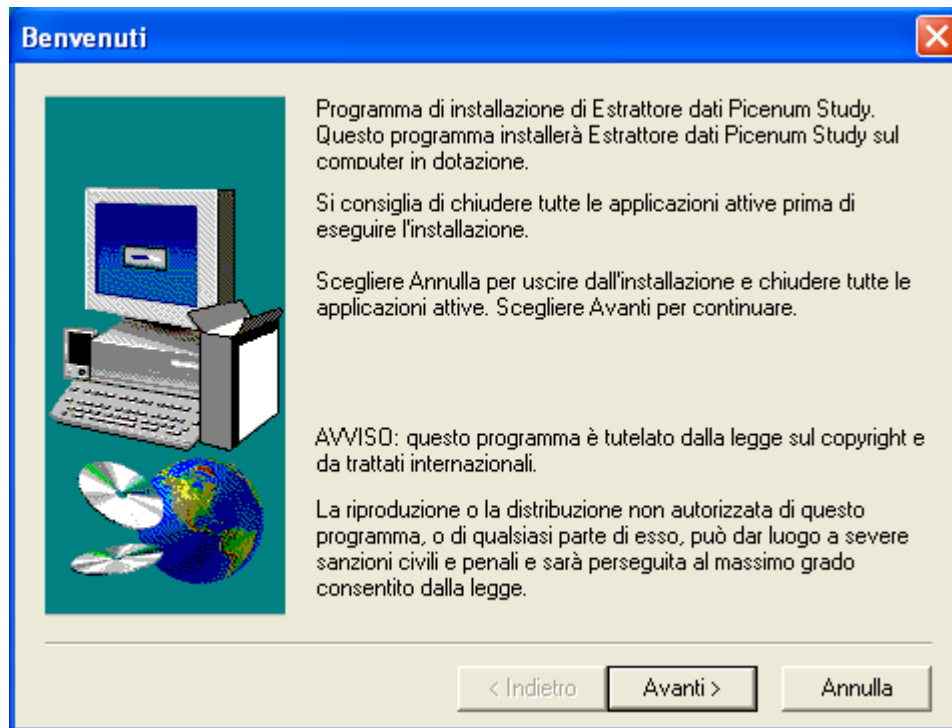 Benvenuti
Programma di installazione di Estrattore dati Picenum Study.
Questo programma installerà Estrattore dati Picenum Study sul
computer in dotazione.
Si consiglia di chiudere tutte le applicazioni attive prima di
eseguire l'installazione.
Scegliere Annulla per uscire dall'installazione e chiudere tutte le
applicazioni attive. Scegliere Avanti per continuare.
AVVISO: questo programma è tutelato dalla legge sul copyright e
da trattati internazionali.
La riproduzione o la distribuzione non autorizzata di questo
programma, o di qualsiasi parte di esso, può dar luogo a severe
sanzioni civili e penali e sarà perseguita al massimo grado
consentito dalla legge.
< Indietro
Avanti >
Annulla